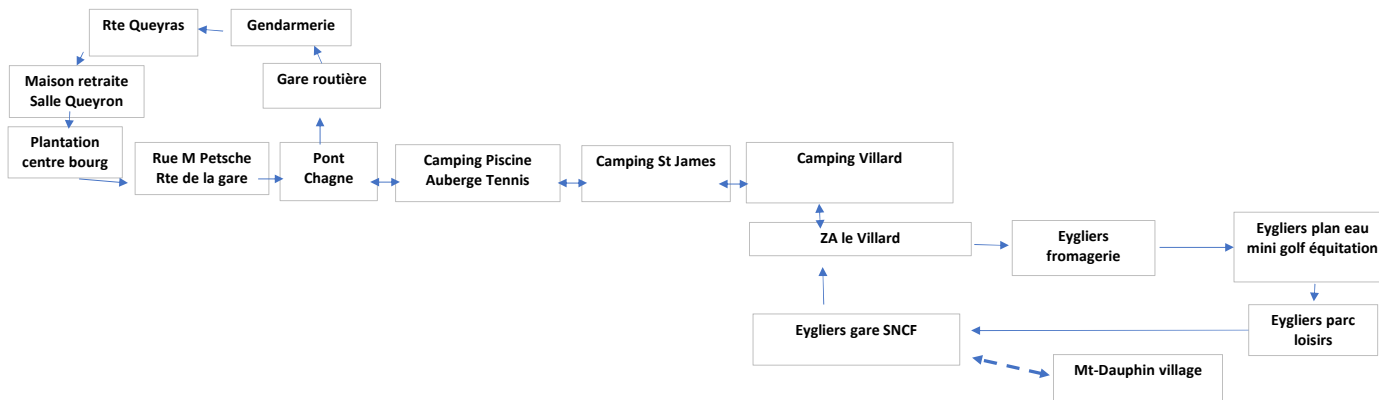 Rte Queyras
Gendarmerie
Maison retraite
Salle Queyron
Gare routière
Plantation
centre bourg
Rue M Petsche
Rte de la gare
Pont
Chagne
Camping Piscine
Auberge Tennis
Camping St James
Camping Villard
ZA le Villard
Eygliers
fromagerie
Eygliers plan eau
mini golf équitation
Eygliers gare SNCF
Eygliers parc
loisirs
Mt-Dauphin village